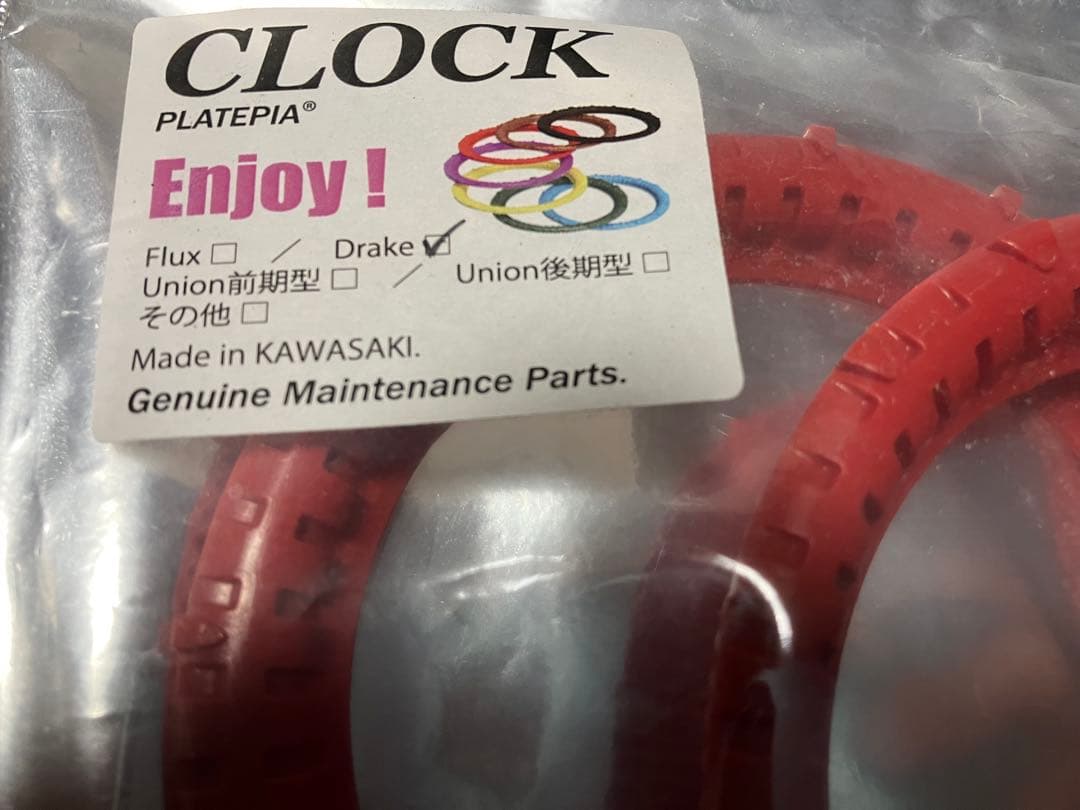 CLOCK
PLATEPIA®
Enjoy!
Flux □ ／ Drake ☑
Union前期型 □ ／ Union後期型 □
その他 □
Made in KAWASAKI.
Genuine Maintenance Parts.